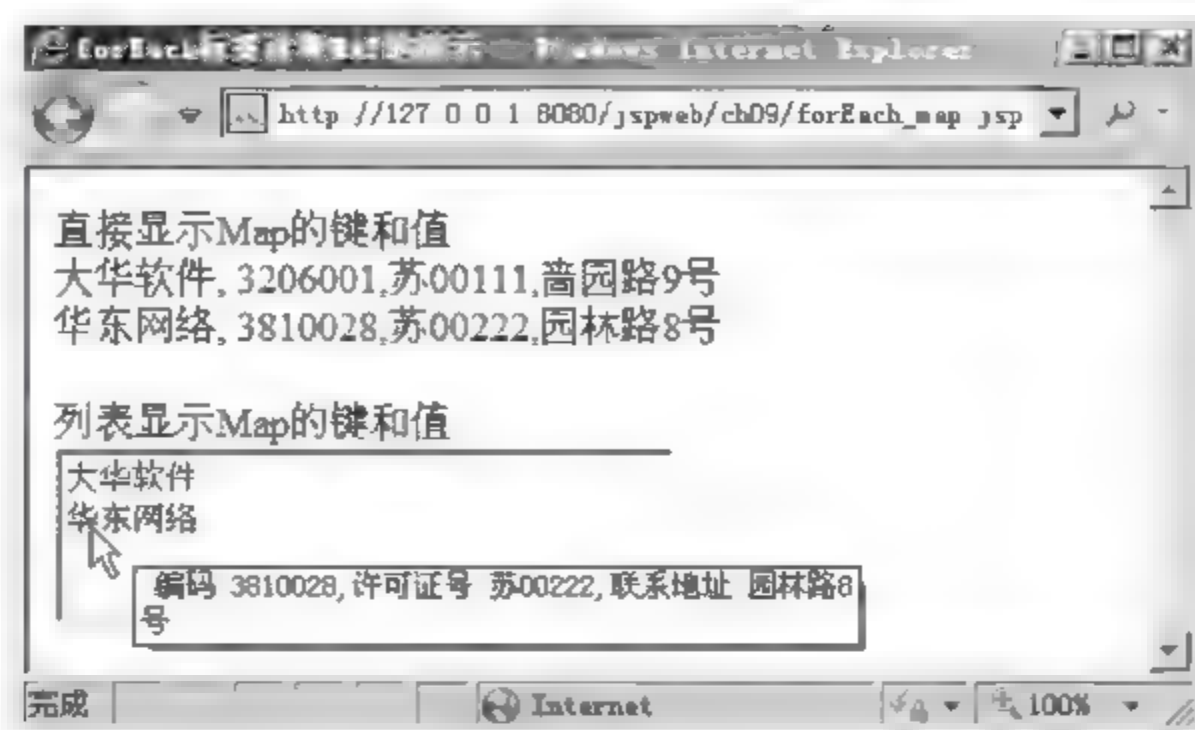 forEach Windows Internet Explorer
http //127 0 0 1 8080/jspweb/ch09/forEach_map jsp
直接显示Map的键和值
大华软件, 3206001,苏00111,啬园路9号
华东网络, 3810028,苏00222,园林路8号
列表显示Map的键和值
大华软件
华东网络
编码 3810028,许可证号 苏00222,联系地址 园林路8
号
完成
Internet
100%